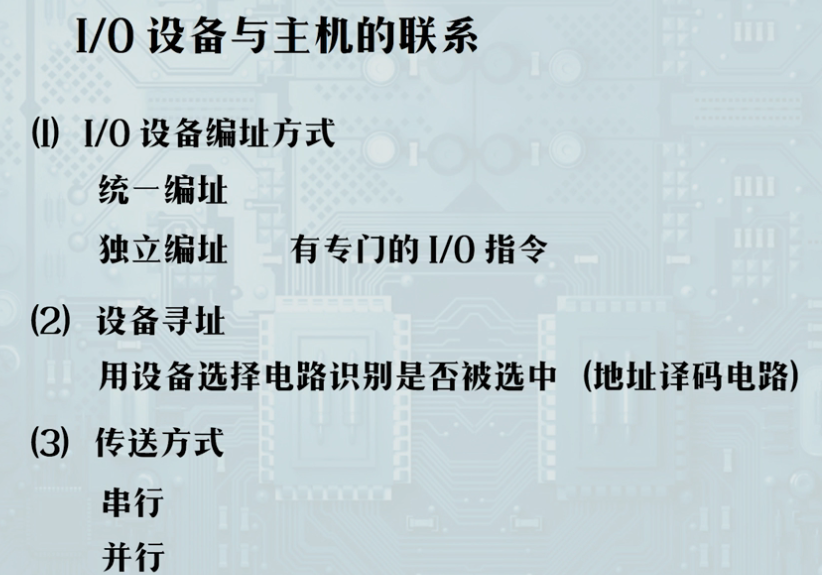 I/O 设备与主机的联系
(1) I/O 设备编址方式
统一编址
独立编址 有专门的 I/O 指令
(2) 设备寻址
用设备选择电路识别是否被选中 (地址译码电路)
(3) 传送方式
串行
并行